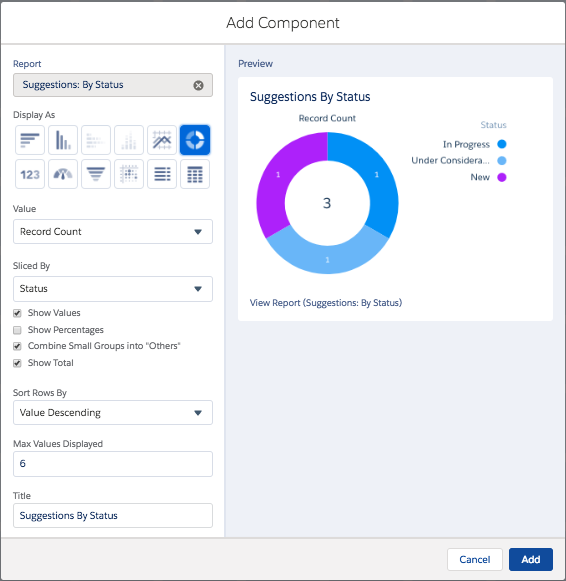 Add Component
Report
Suggestions: By Status
Display As
123
Value
Record Count
Sliced By
Status
Show Values
Show Percentages
Combine Small Groups into "Others"
Show Total
Sort Rows By
Value Descending
Max Values Displayed
6
Title
Suggestions By Status
Preview
Suggestions By Status
Record Count
Status
In Progress
Under Considera...
New
1
1
3
1
View Report (Suggestions: By Status)
Cancel
Add